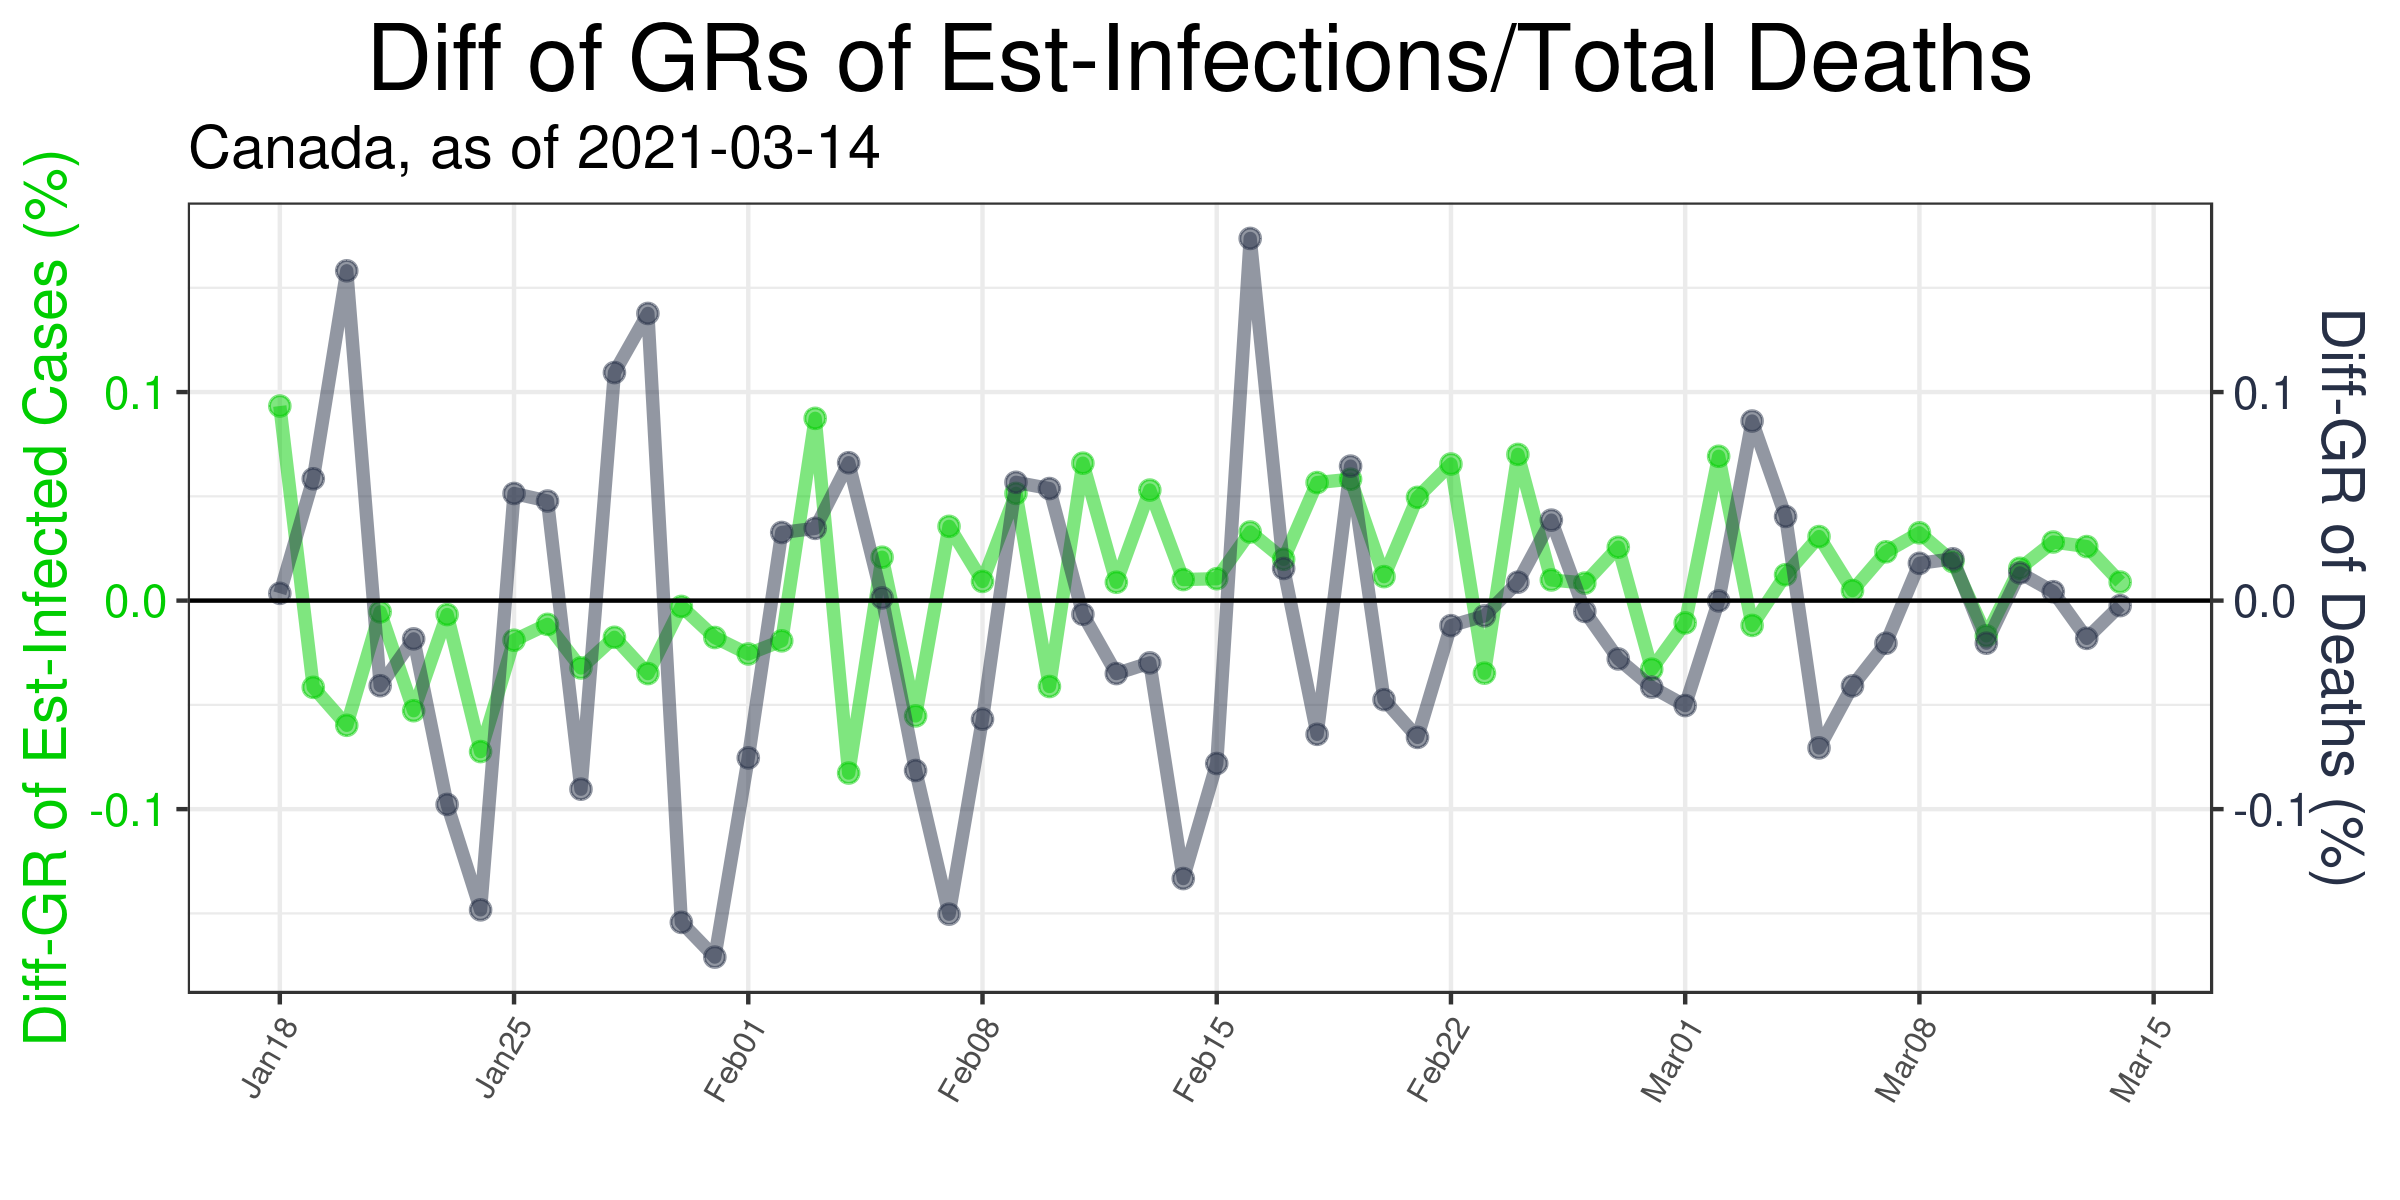 Diff of GRs of Est-Infections/Total Deaths
Canada, as of 2021-03-14
Diff-GR of Est-Infected Cases (%)
0.1
0.0
-0.1
0.1
0.0
-0.1
Diff-GR of Deaths (%)
Jan18
Jan25
Feb01
Feb08
Feb15
Feb22
Mar01
Mar08
Mar15